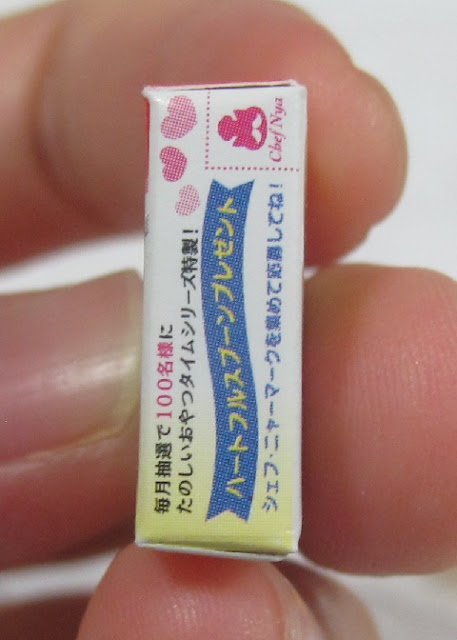 毎月抽選で100名様に
たのしいおやつタイムシリーズ特製！
ハートフルスプーンプレゼント
シェフ・ニャーマークを集めて応募してね！
Chef Nya